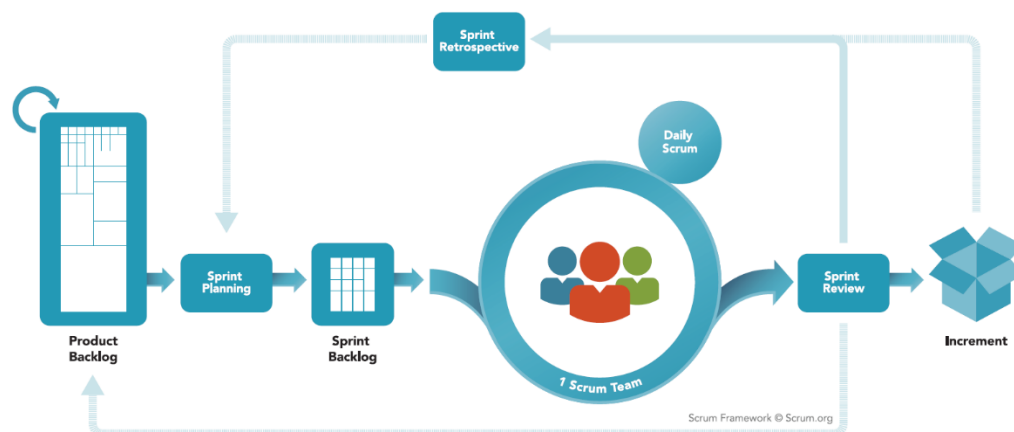 Sprint
Retrospective
Daily
Scrum
Sprint
Planning
Sprint
Review
Product
Backlog
Sprint
Backlog
1 Scrum Team
Increment
Scrum Framework © Scrum.org